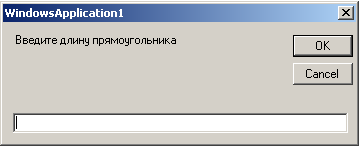 WindowsApplication1
Введите длину прямоугольника
OK
Cancel